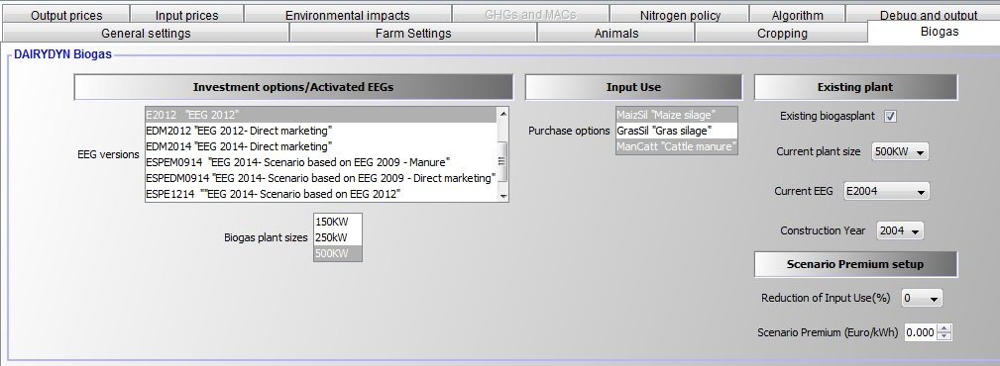 Output prices Input prices Environmental impacts GHGs and MACs Nitrogen policy Algorithm Debug and output
General settings Farm Settings Animals Cropping Biogas
DAIRYDYN Biogas
Investment options/Activated EEGs
EEG versions
E2012 "EEG 2012"
EDM2012 "EEG 2012- Direct marketing"
EDM2014 "EEG 2014- Direct marketing"
ESPEM0914 "EEG 2014- Scenario based on EEG 2009 - Manure"
ESPEDM0914 "EEG 2014- Scenario based on EEG 2009 - Direct marketing"
ESPE1214 ""EEG 2014- Scenario based on EEG 2012"
Biogas plant sizes
150KW
250kW
500KW
Input Use
Purchase options
MaizSil "Maize silage"
GrasSil "Gras silage"
ManCatt "Cattle manure"
Existing plant
Existing biogasplant
Current plant size 500KW
Current EEG E2004
Construction Year 2004
Scenario Premium setup
Reduction of Input Use(%) 0
Scenario Premium (Euro/kWh) 0.000